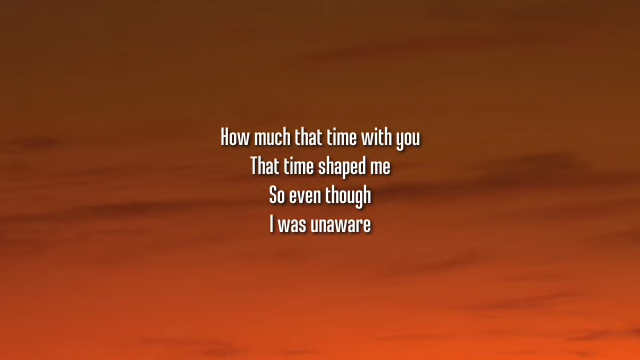 How much that time with you
That time shaped me
So even though
I was unaware